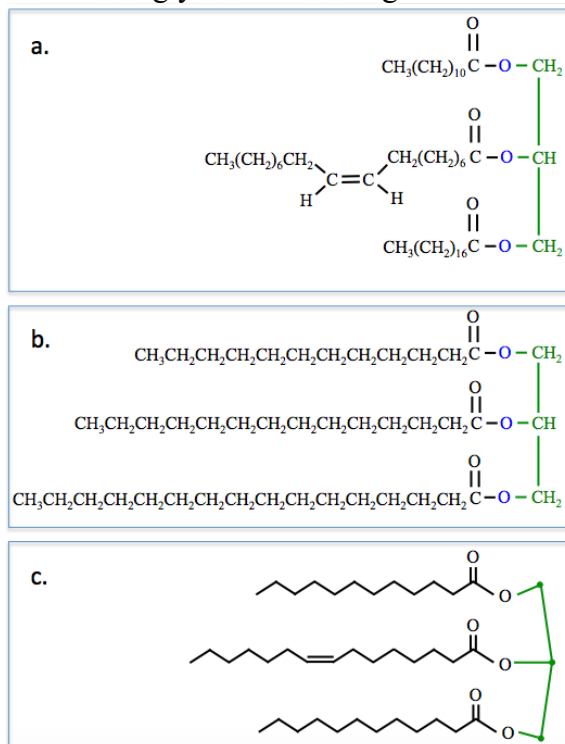 a.
O
CH₃(CH₂)₁₀C–O–CH₂
O
CH₃(CH₂)₆CH₂ CH₂(CH₂)₆C–O–CH
C=C
H H
O
CH₃(CH₂)₁₆C–O–CH₂
b.
O
CH₃CH₂CH₂CH₂CH₂CH₂CH₂CH₂CH₂CH₂CH₂C–O–CH₂
O
CH₃CH₂CH₂CH₂CH₂CH₂CH₂CH₂CH₂CH₂CH₂CH₂CH₂C–O–CH
O
CH₃CH₂CH₂CH₂CH₂CH₂CH₂CH₂CH₂CH₂CH₂CH₂CH₂CH₂CH₂C–O–CH₂
c.
O
O
O
O
O
O